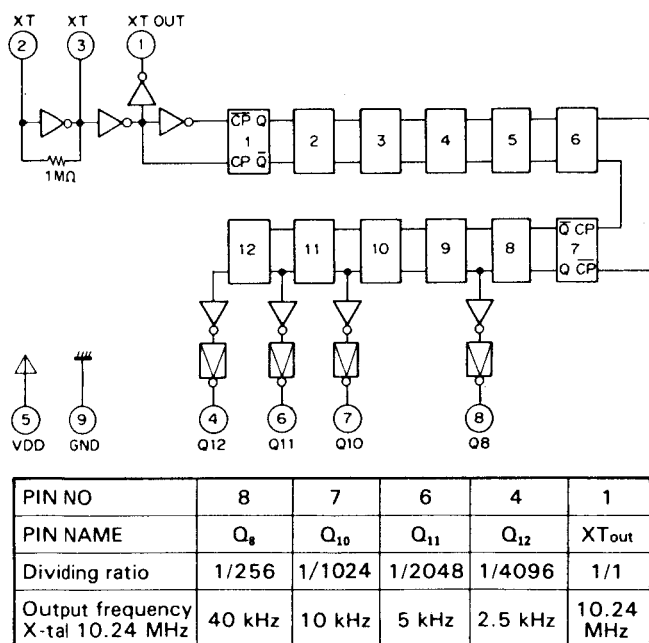 XT XT XT OUT
2 3 1
1MΩ
C̅P̅ Q
1
CP Q̅
2 3 4 5 6
12 11 10 9 8
Q̅ CP
7
Q C̅P̅
5 9 4 6 7 8
VDD GND Q12 Q11 Q10 Q8
PIN NO 8 7 6 4 1
PIN NAME Q₈ Q₁₀ Q₁₁ Q₁₂ XTout
Dividing ratio 1/256 1/1024 1/2048 1/4096 1/1
Output frequency
X-tal 10.24 MHz 40 kHz 10 kHz 5 kHz 2.5 kHz 10.24 MHz